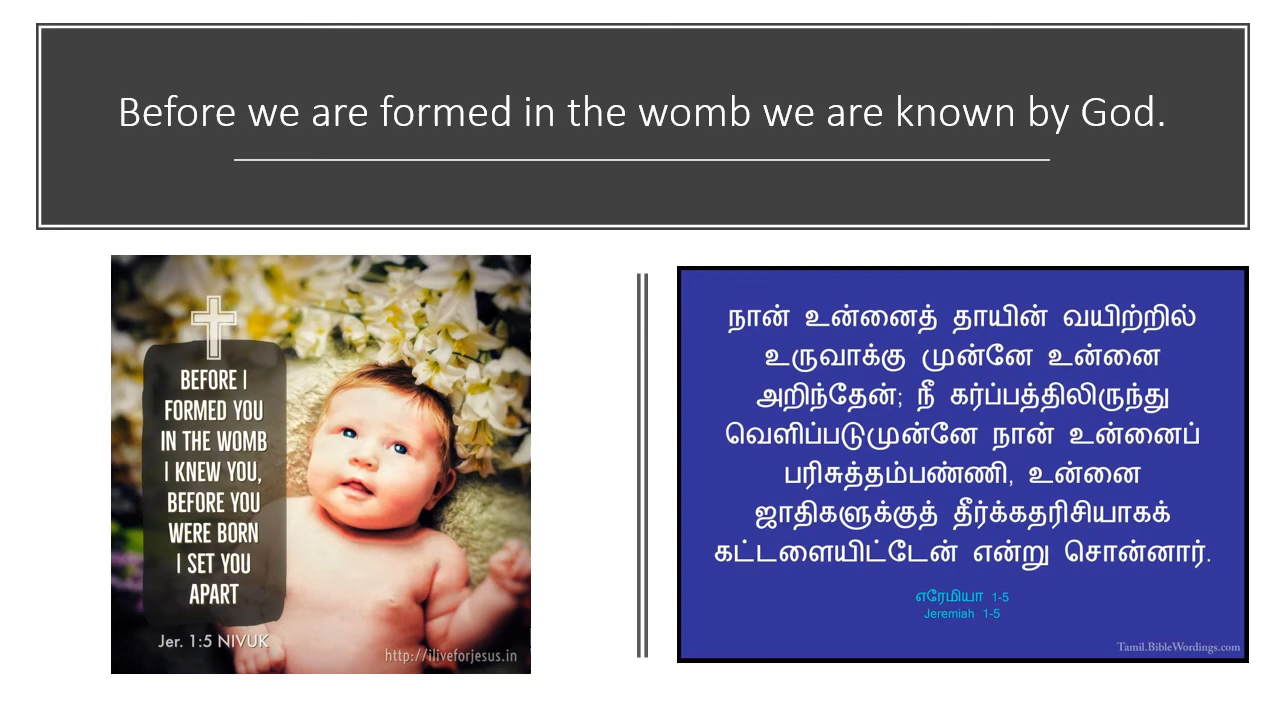 Before we are formed in the womb we are known by God.
BEFORE I
FORMED YOU
IN THE WOMB
I KNEW YOU,
BEFORE YOU
WERE BORN
I SET YOU
APART
Jer. 1:5 NIVUK
http://iliveforjesus.in
நான் உன்னைத் தாயின் வயிற்றில்
உருவாக்கு முன்னே உன்னை
அறிந்தேன்; நீ கர்ப்பத்திலிருந்து
வெளிப்படுமுன்னே நான் உன்னைப்
பரிசுத்தம்பண்ணி, உன்னை
ஜாதிகளுக்குத் தீர்க்கதரிசியாகக்
கட்டளையிட்டேன் என்று சொன்னார்.
எரேமியா 1-5
Jeremiah 1-5
Tamil.BibleWordings.com